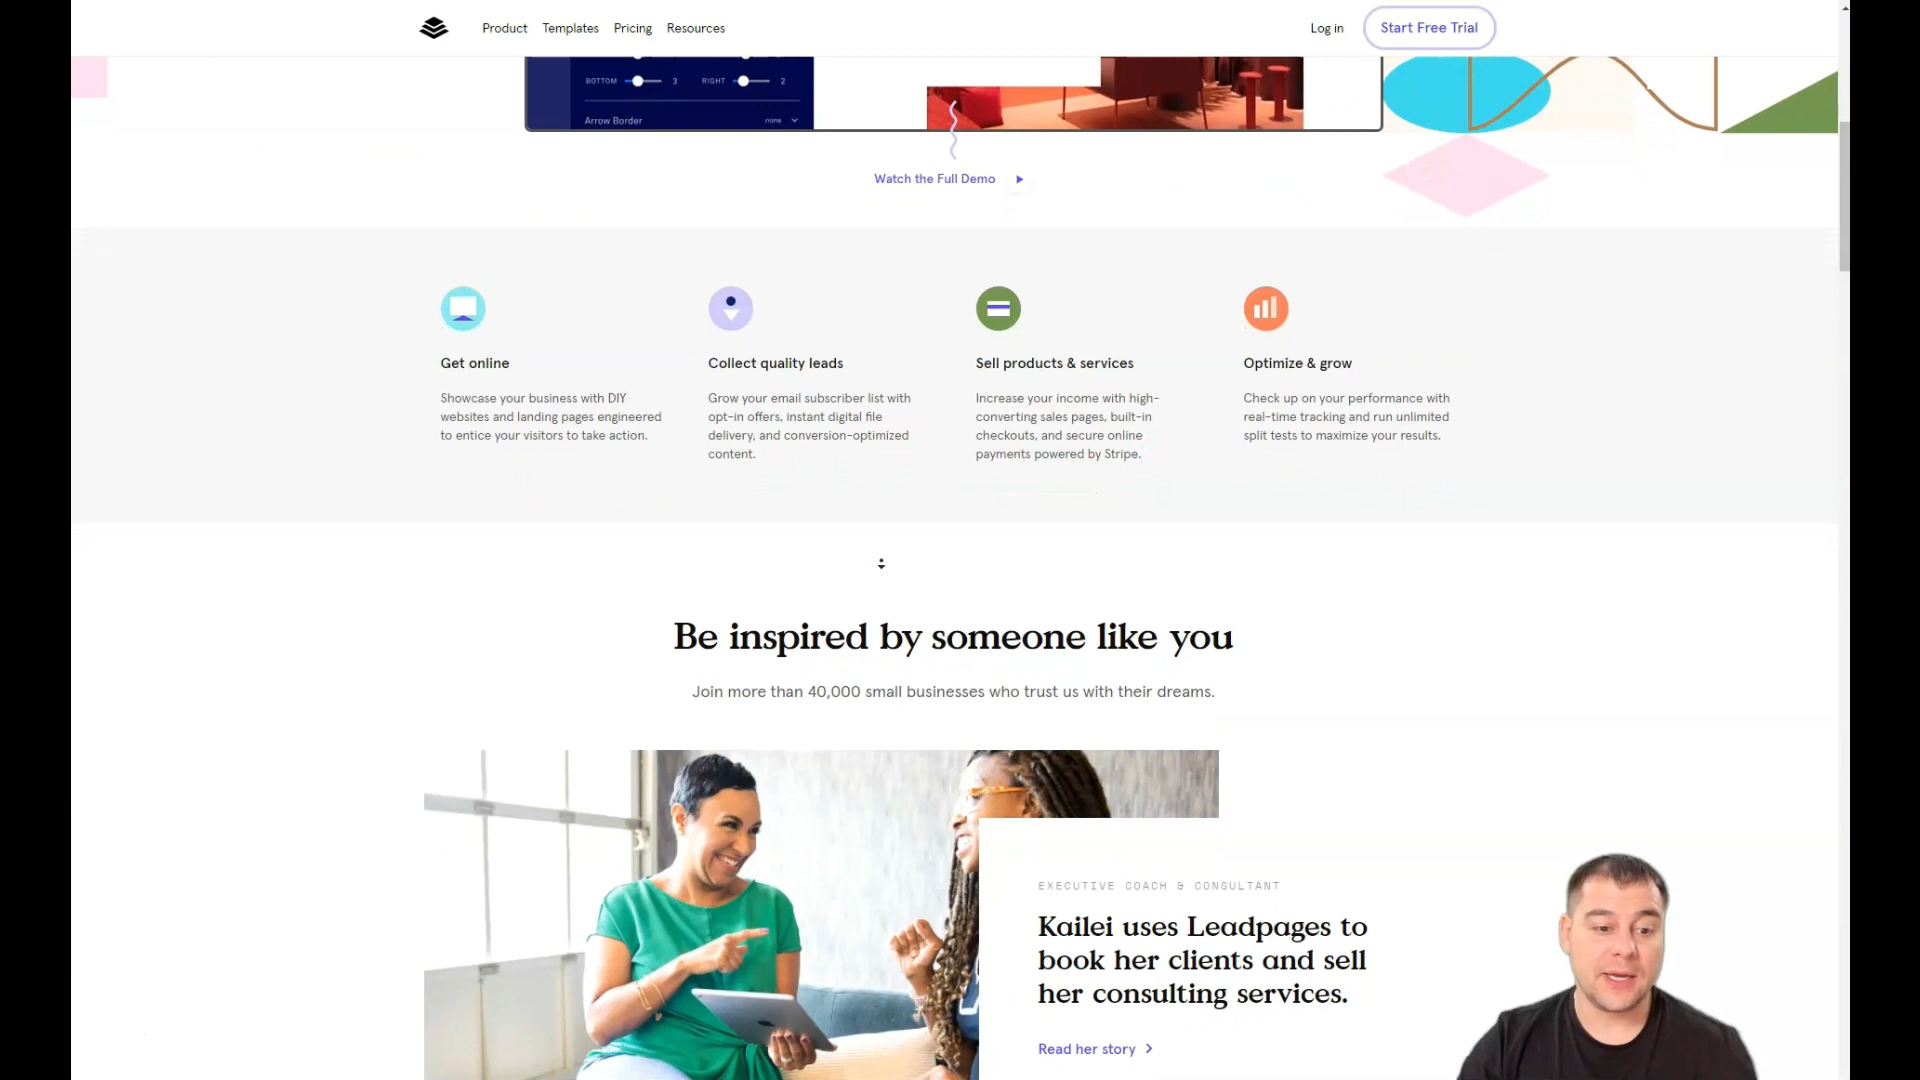 Product Templates Pricing Resources Log in Start Free Trial
BOTTOM 3 RIGHT 2
Arrow Border none
Watch the Full Demo
Get online
Showcase your business with DIY
websites and landing pages engineered
to entice your visitors to take action.
Collect quality leads
Grow your email subscriber list with
opt-in offers, instant digital file
delivery, and conversion-optimized
content.
Sell products & services
Increase your income with high-
converting sales pages, built-in
checkouts, and secure online
payments powered by Stripe.
Optimize & grow
Check up on your performance with
real-time tracking and run unlimited
split tests to maximize your results.
Be inspired by someone like you
Join more than 40,000 small businesses who trust us with their dreams.
EXECUTIVE COACH & CONSULTANT
Kailei uses Leadpages to
book her clients and sell
her consulting services.
Read her story